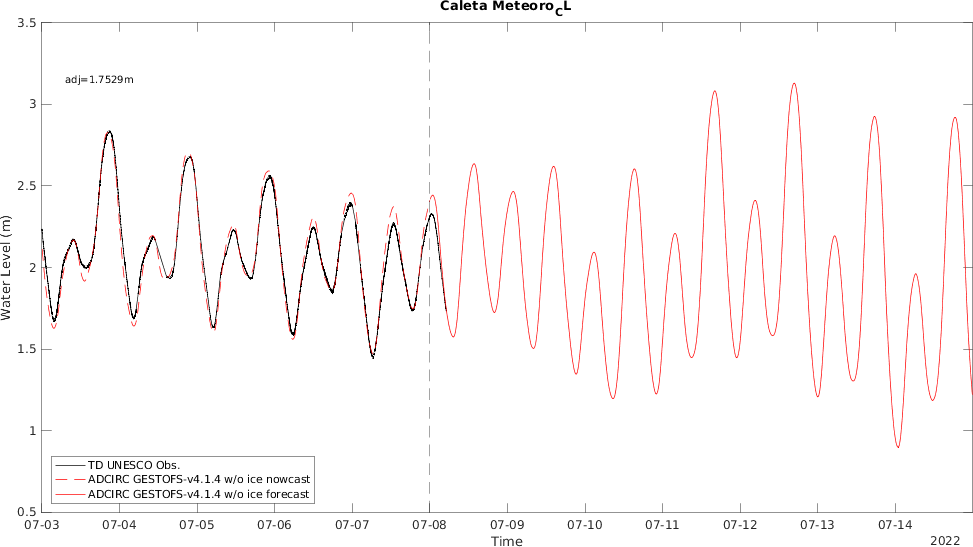 Caleta Meteoro_CL
adj=1.7529m
3.5
3
2.5
2
1.5
1
0.5
Water Level (m)
TD UNESCO Obs.
ADCIRC GESTOFS-v4.1.4 w/o ice nowcast
ADCIRC GESTOFS-v4.1.4 w/o ice forecast
07-03 07-04 07-05 07-06 07-07 07-08 07-09 07-10 07-11 07-12 07-13 07-14
Time
2022